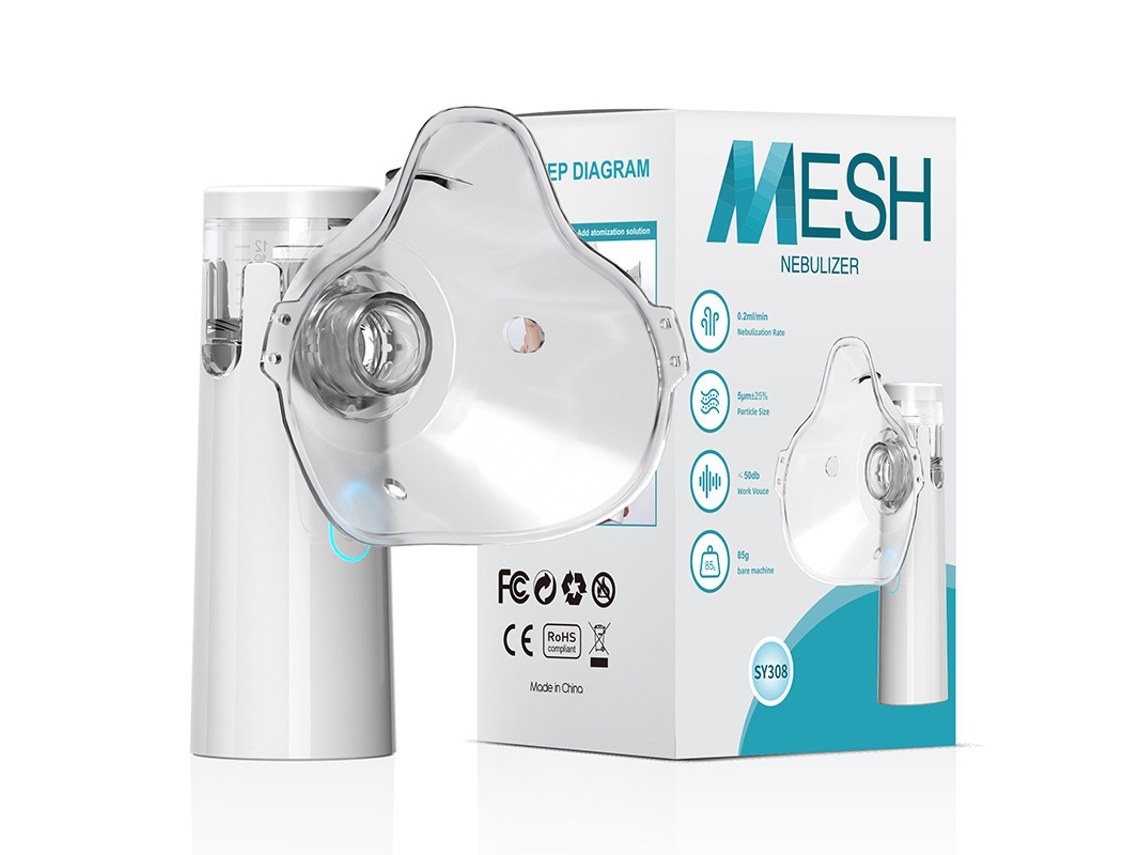 12
EP DIAGRAM
Add atomization solution
FC
CE
RoHS
compliant
Made in China
MESH
NEBULIZER
0.2ml/min
Nebulization Rate
5μm±25%
Particle Size
<50db
Work Vouce
85g
85g
bare machine
SY308